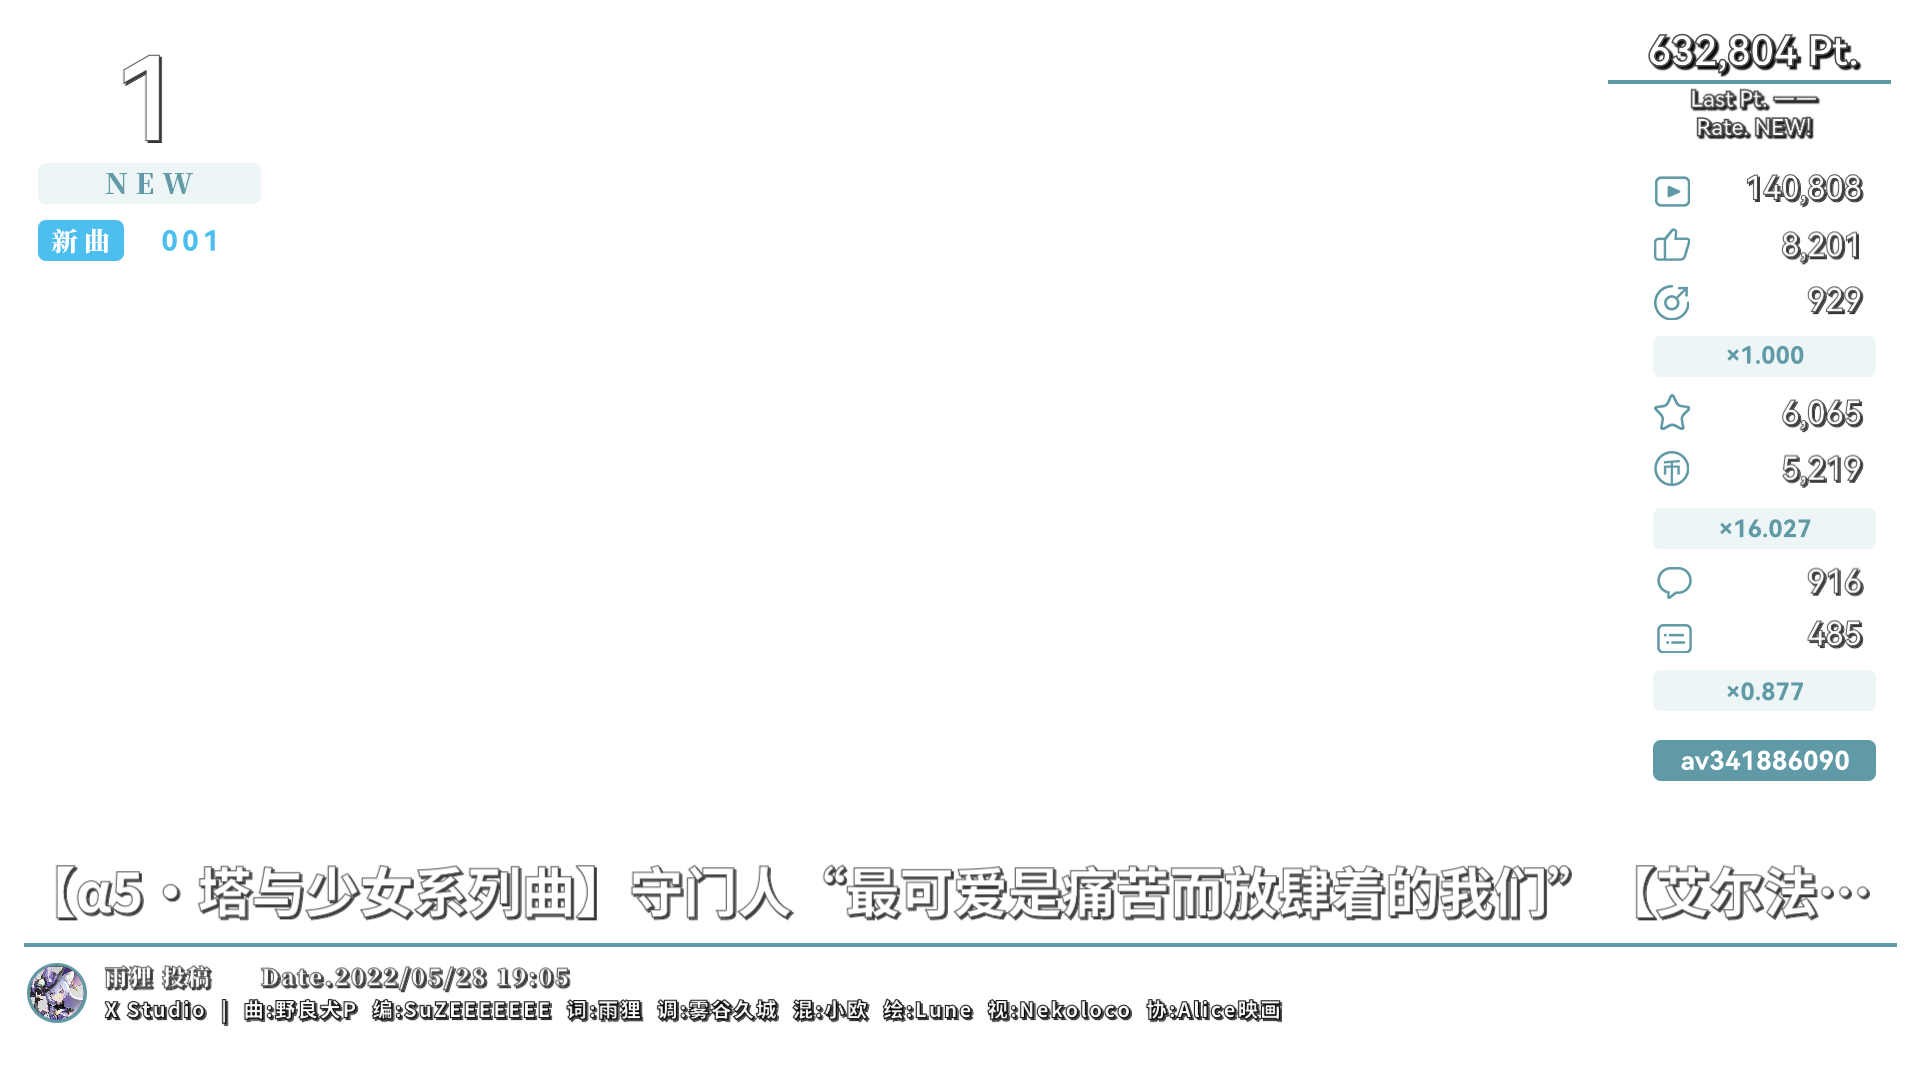 1
NEW
新曲 001
632,804 Pt.
Last Pt. ——
Rate. NEW!
140,808
8,201
929
×1.000
6,065
5,219
×16.027
916
485
×0.877
av341886090
【α5·塔与少女系列曲】守门人 “最可爱是痛苦而放肆着的我们” 【艾尔法…
雨狸 投稿 Date.2022/05/28 19:05
X Studio | 曲:野良犬P 编:SuZEEEEEEE 词:雨狸 调:雾谷久城 混:小欧 绘:Lune 视:Nekoloco 协:Alice映画